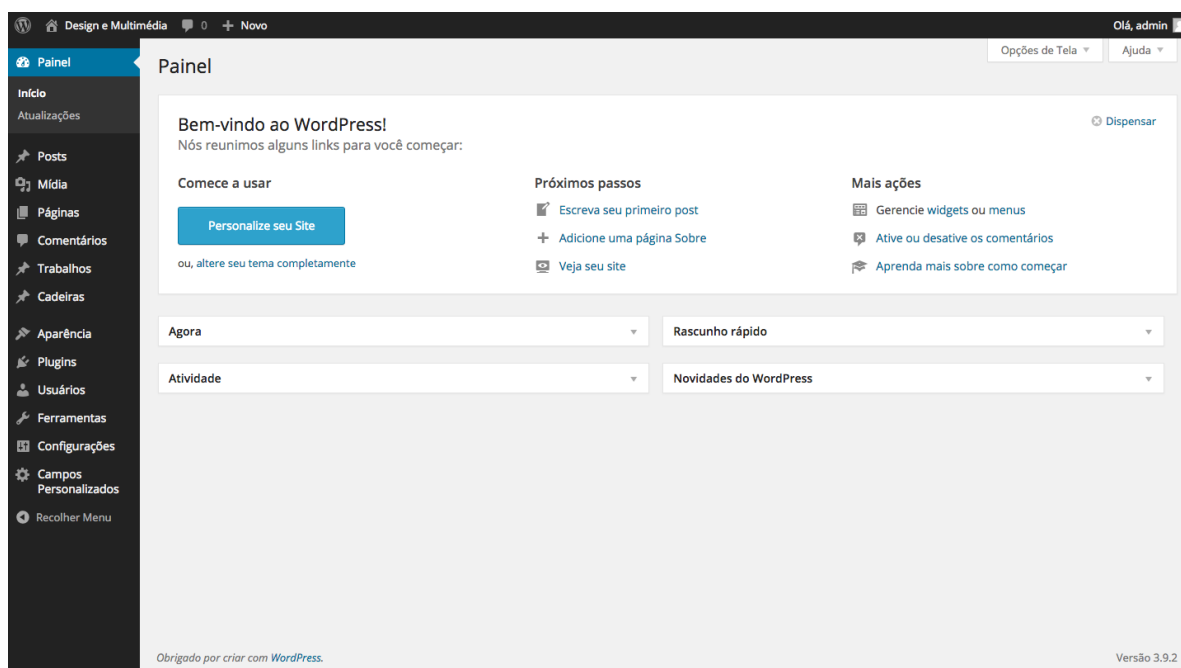 Design e Multimédia 0 Novo Olá, admin
Painel
Início
Atualizações
Posts
Mídia
Páginas
Comentários
Trabalhos
Cadeiras
Aparência
Plugins
Usuários
Ferramentas
Configurações
Campos
Personalizados
Recolher Menu
Opções de Tela Ajuda
Painel
Bem-vindo ao WordPress!
Dispensar
Nós reunimos alguns links para você começar:
Comece a usar
Personalize seu Site
ou, altere seu tema completamente
Próximos passos
Escreva seu primeiro post
Adicione uma página Sobre
Veja seu site
Mais ações
Gerencie widgets ou menus
Ative ou desative os comentários
Aprenda mais sobre como começar
Agora
Rascunho rápido
Atividade
Novidades do WordPress
Obrigado por criar com WordPress.
Versão 3.9.2